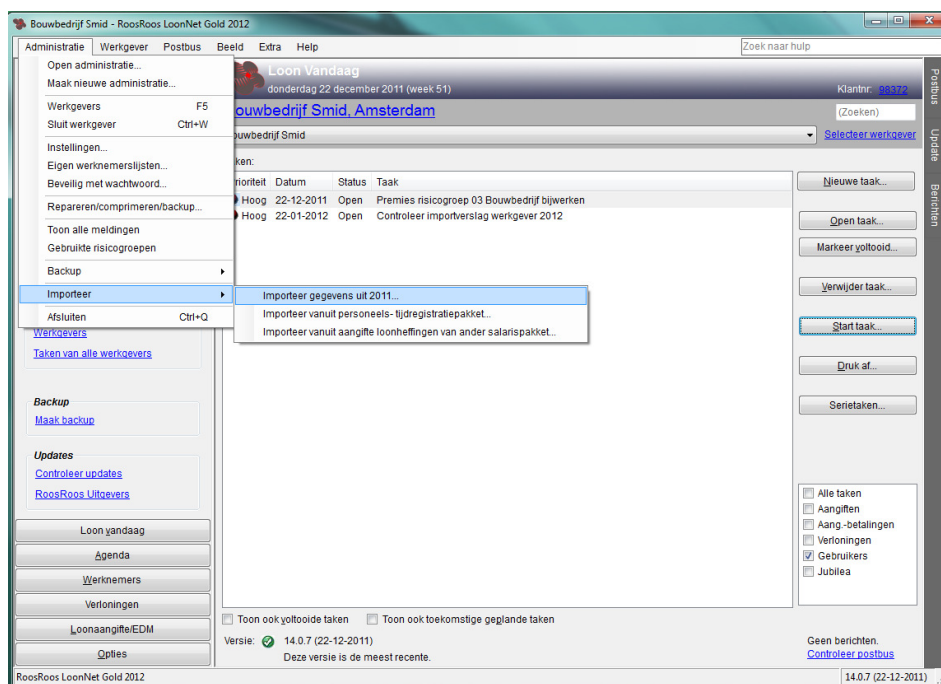 Bouwbedrijf Smid - RoosRoos LoonNet Gold 2012
Administratie Werkgever Postbus Beeld Extra Help
Zoek naar hulp
Open administratie...
Maak nieuwe administratie...
Werkgevers F5
Sluit werkgever Ctrl+W
Instellingen...
Eigen werknemerslijsten...
Beveilig met wachtwoord...
Repareren/comprimeren/backup...
Toon alle meldingen
Gebruikte risicogroepen
Backup
Importeer
Afsluiten Ctrl+Q
Importeer gegevens uit 2011...
Importeer vanuit personeels- tijdregistratiepakket...
Importeer vanuit aangifte loonheffingen van ander salarispakket...
Loon Vandaag
donderdag 22 december 2011 (week 51)
Klantnr: 98372
ouwbedrijf Smid, Amsterdam
(Zoeken)
ouwbedrijf Smid
Selecteer werkgever
ken:
rioriteit Datum Status Taak
Hoog 22-12-2011 Open Premies risicogroep 03 Bouwbedrijf bijwerken
Hoog 22-01-2012 Open Controleer importverslag werkgever 2012
Nieuwe taak...
Open taak...
Markeer voltooid...
Verwijder taak...
Start taak...
Druk af...
Serietaken...
Postbus
Update
Berichten
Werkgevers
Taken van alle werkgevers
Backup
Maak backup
Updates
Controleer updates
RoosRoos Uitgevers
Loon vandaag
Agenda
Werknemers
Verloningen
Loonaangifte/EDM
Opties
Alle taken
Aangiften
Aang.-betalingen
Verloningen
Gebruikers
Jubilea
Toon ook voltooide taken Toon ook toekomstige geplande taken
Versie: 14.0.7 (22-12-2011)
Deze versie is de meest recente.
Geen berichten.
Controleer postbus
RoosRoos LoonNet Gold 2012
14.0.7 (22-12-2011)